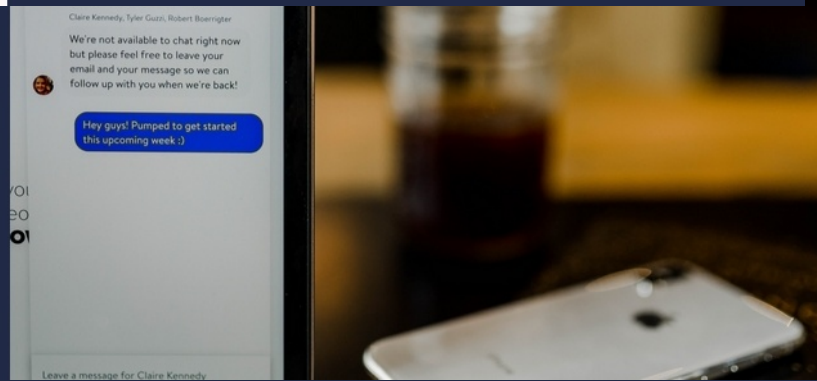 Claire Kennedy, Tyler Guzzi, Robert Boerrigter
We're not available to chat right now
but please feel free to leave your
email and your message so we can
follow up with you when we're back!
Hey guys! Pumped to get started
this upcoming week :)
Leave a message for Claire Kennedy